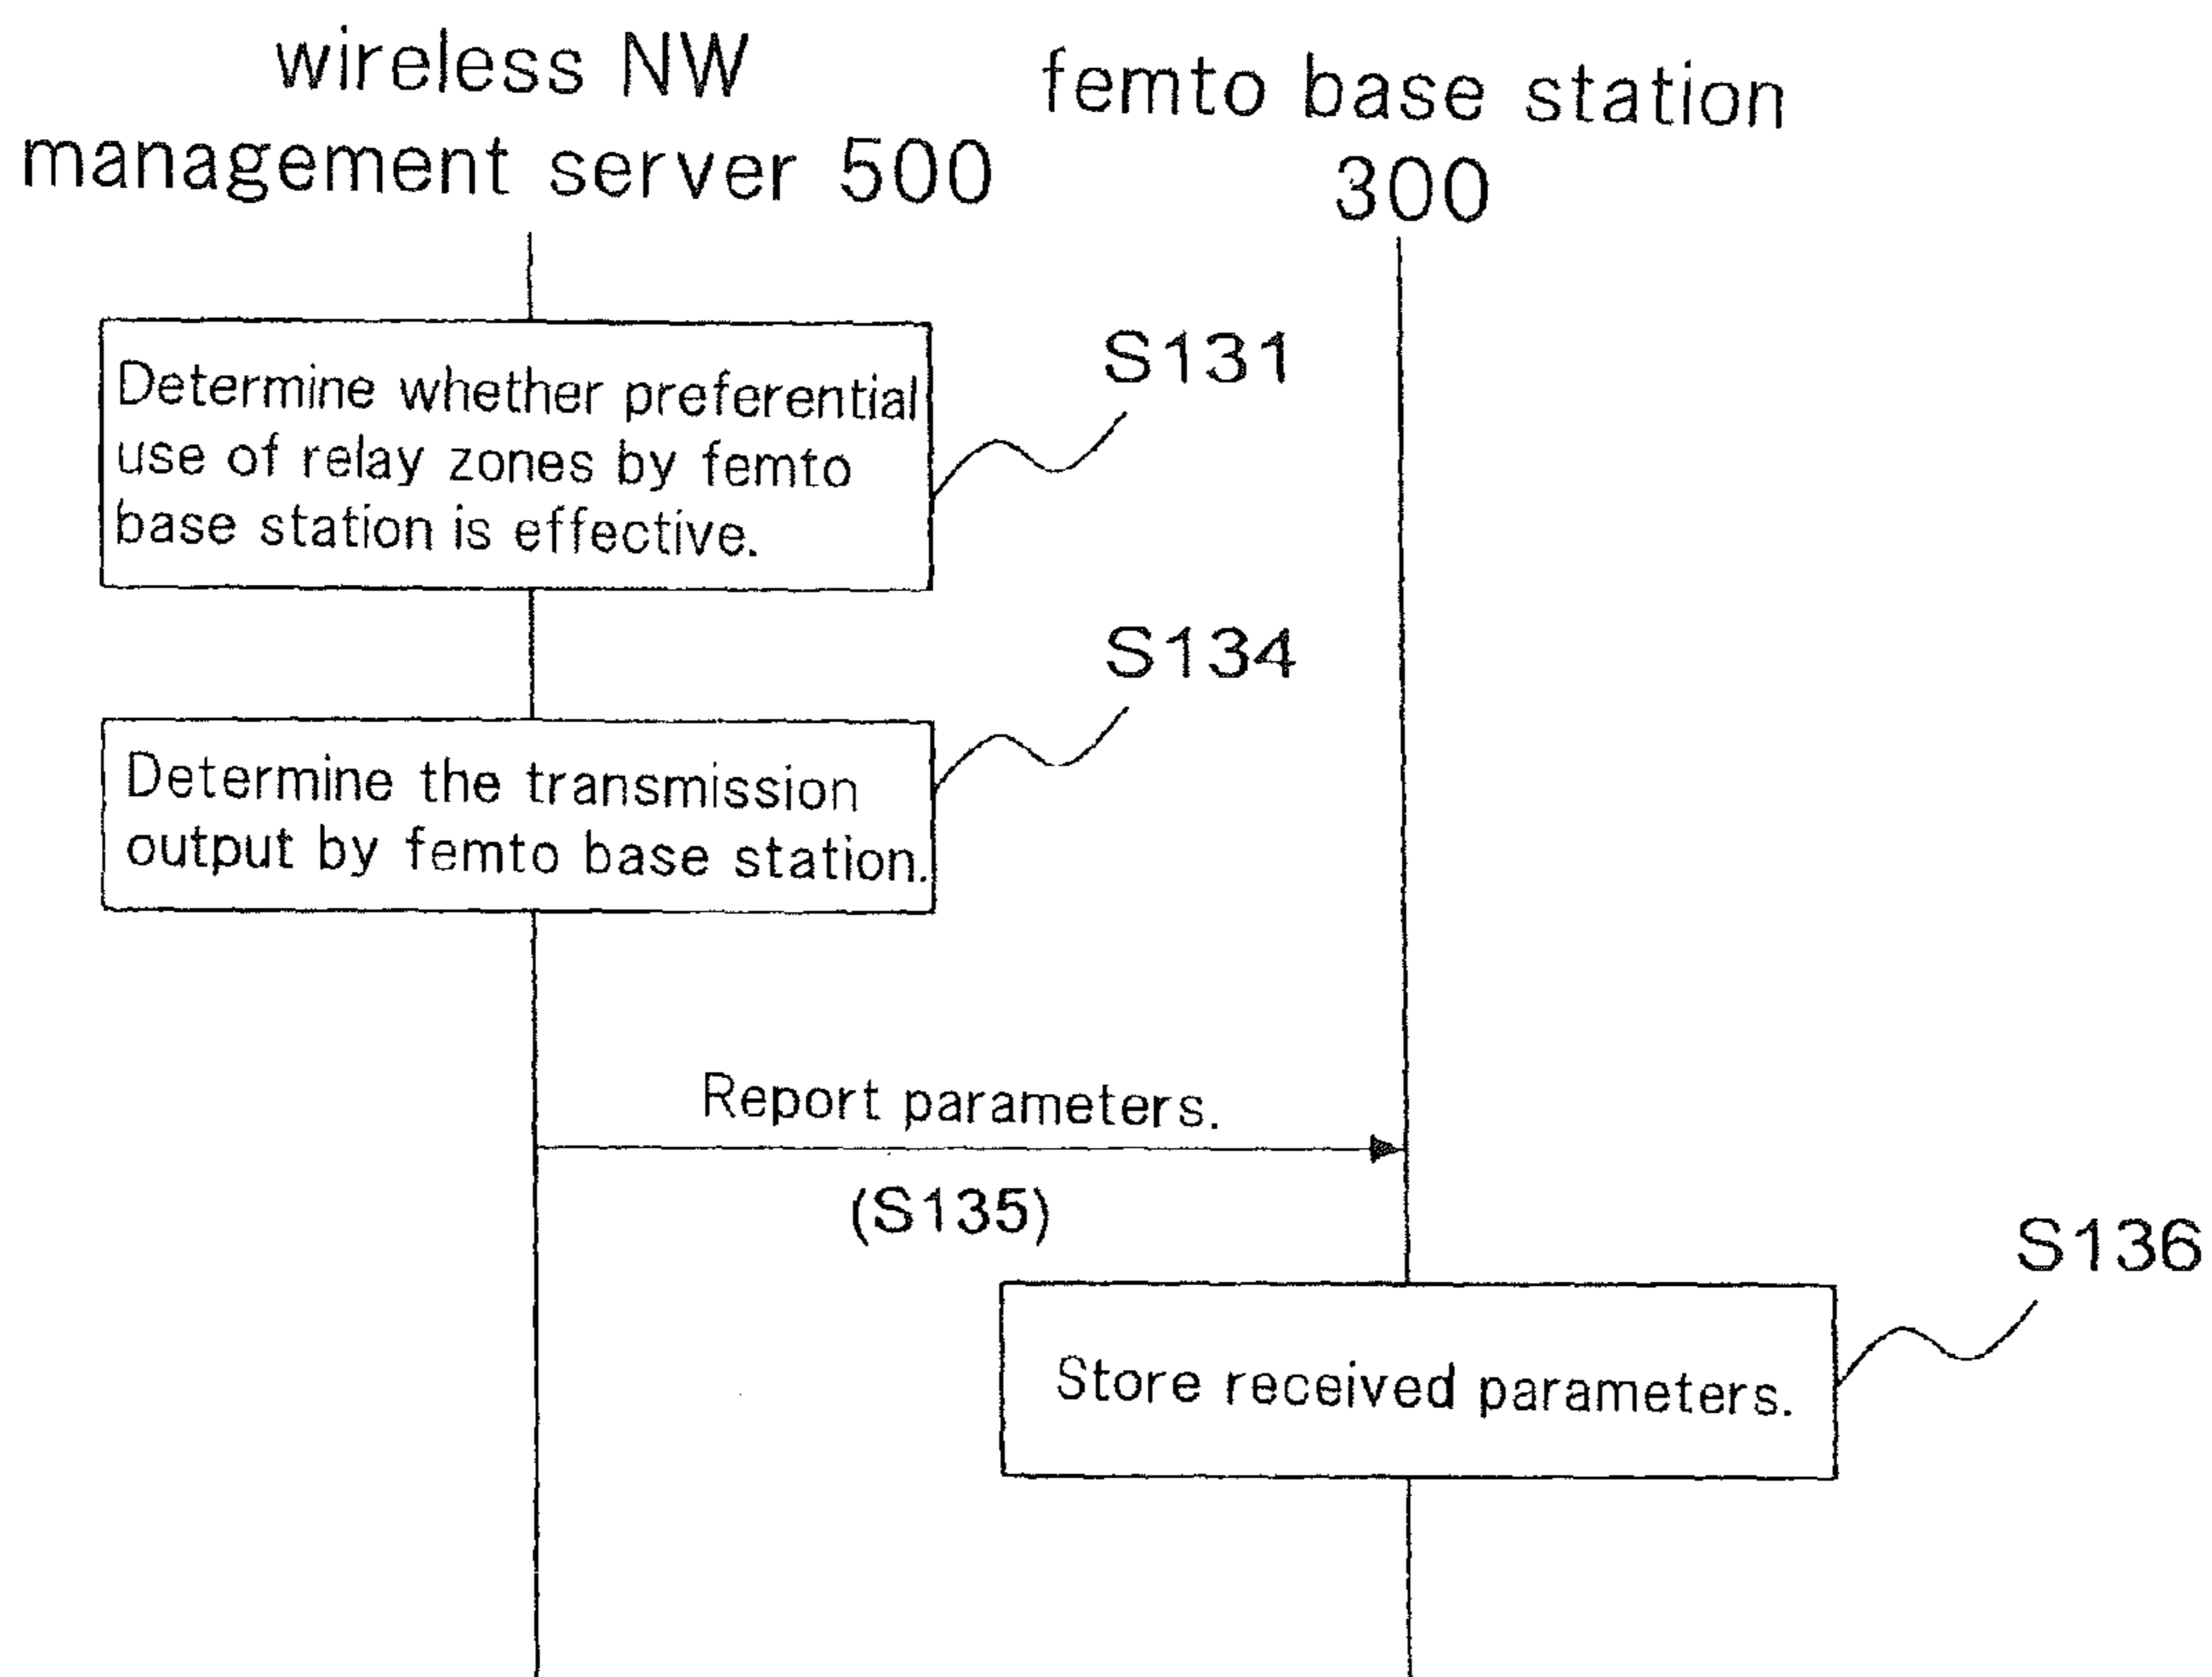 wireless NW
management server 500
femto base station
300
Determine whether preferential
use of relay zones by femto
base station is effective.
S131
Determine the transmission
output by femto base station.
S134
Report parameters.
(S135)
Store received parameters.
S136